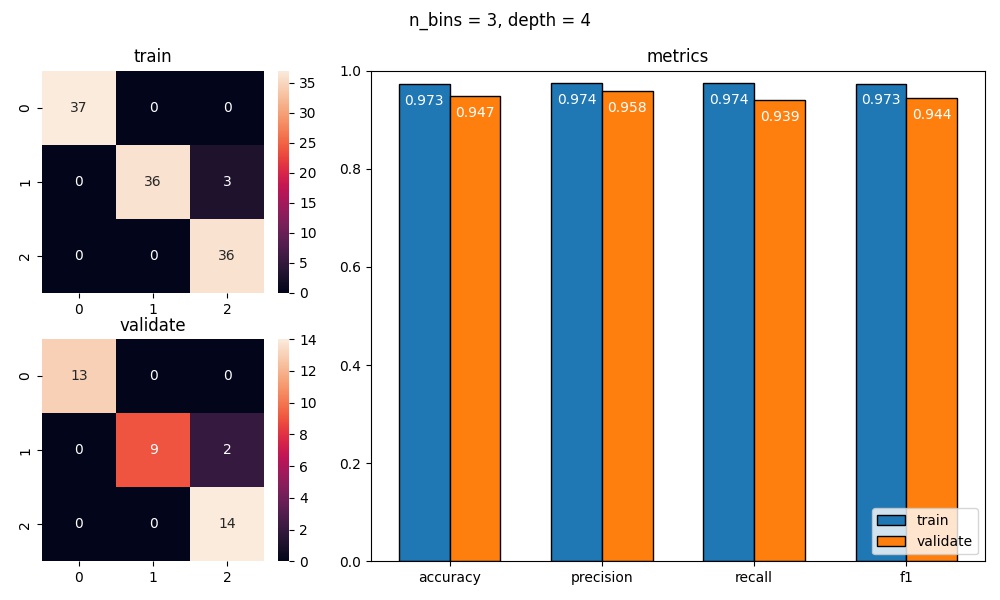 n_bins = 3, depth = 4
train
0 37 0 0
1 0 36 3
2 0 0 36
0 1 2
35
30
25
20
15
10
5
0
validate
0 13 0 0
1 0 9 2
2 0 0 14
0 1 2
14
12
10
8
6
4
2
0
metrics
1.0
0.8
0.6
0.4
0.2
0.0
0.973 0.947 0.974 0.958 0.974 0.939 0.973 0.944
accuracy precision recall f1
train
validate